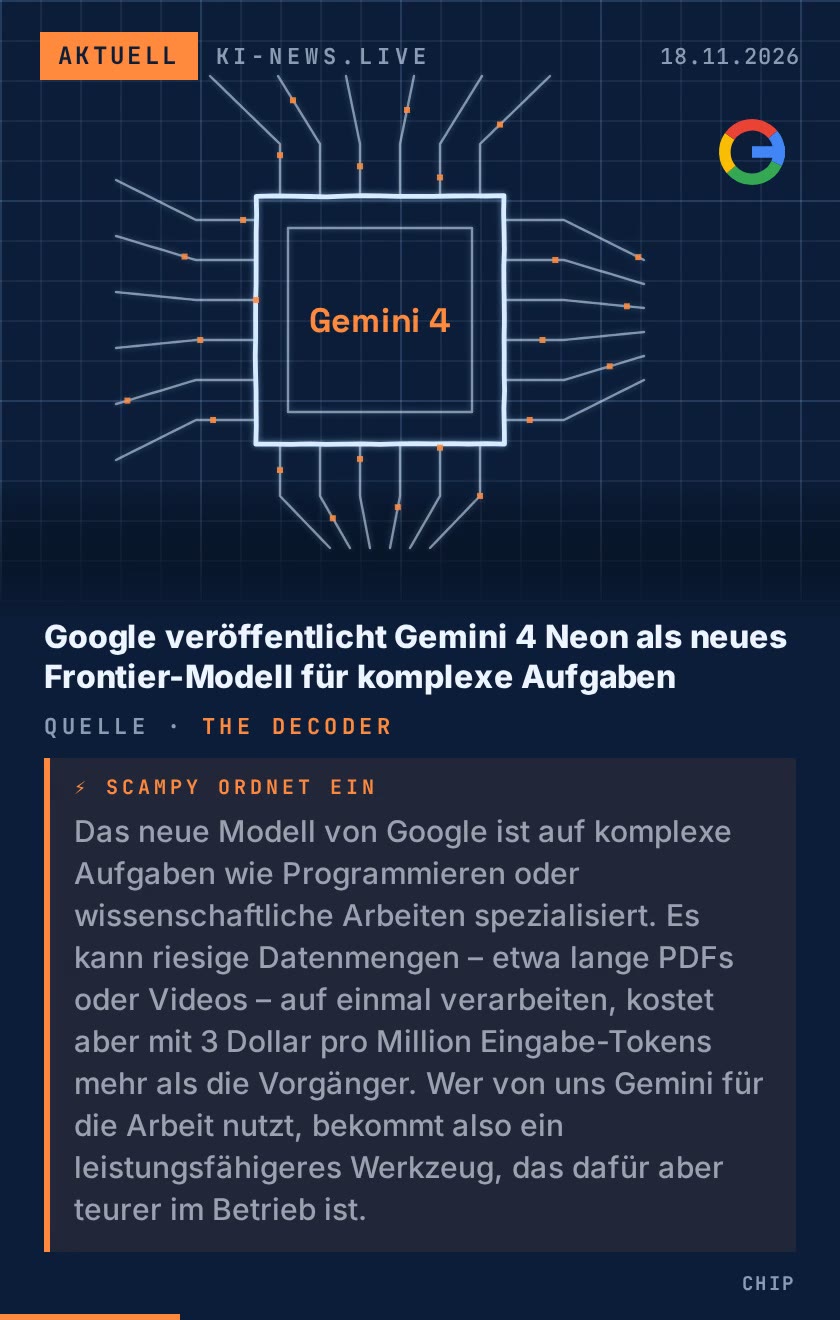 AKTUELL KI-NEWS.LIVE 18.11.2026
Gemini 4
Google veröffentlicht Gemini 4 Neon als neues
Frontier-Modell für komplexe Aufgaben
QUELLE · THE DECODER
⚡ SCAMPY ORDNET EIN
Das neue Modell von Google ist auf komplexe
Aufgaben wie Programmieren oder
wissenschaftliche Arbeiten spezialisiert. Es
kann riesige Datenmengen – etwa lange PDFs
oder Videos – auf einmal verarbeiten, kostet
aber mit 3 Dollar pro Million Eingabe-Tokens
mehr als die Vorgänger. Wer von uns Gemini für
die Arbeit nutzt, bekommt also ein
leistungsfähigeres Werkzeug, das dafür aber
teurer im Betrieb ist.
CHIP